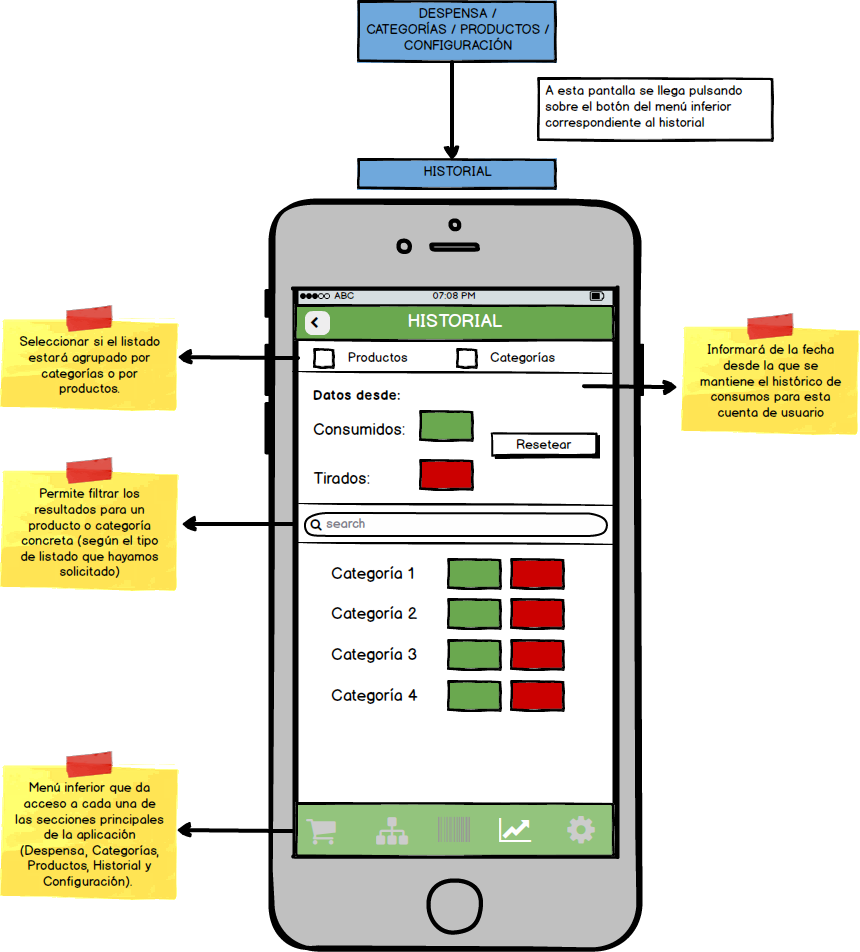 DESPENSA /
CATEGORÍAS / PRODUCTOS /
CONFIGURACIÓN
A esta pantalla se llega pulsando
sobre el botón del menú inferior
correspondiente al historial
HISTORIAL
ABC 07:08 PM
HISTORIAL
Productos Categorías
Seleccionar si el listado
estará agrupado por
categorías o por
productos.
Informará de la fecha
desde la que se
mantiene el histórico de
consumos para esta
cuenta de usuario
Datos desde:
Consumidos:
Resetear
Tirados:
Permite filtrar los
resultados para un
producto o categoría
concreta (según el tipo
de listado que hayamos
solicitado)
search
Categoría 1
Categoría 2
Categoría 3
Categoría 4
Menú inferior que da
acceso a cada una de
las secciones principales
de la aplicación
(Despensa, Categorías,
Productos, Historial y
Configuración).